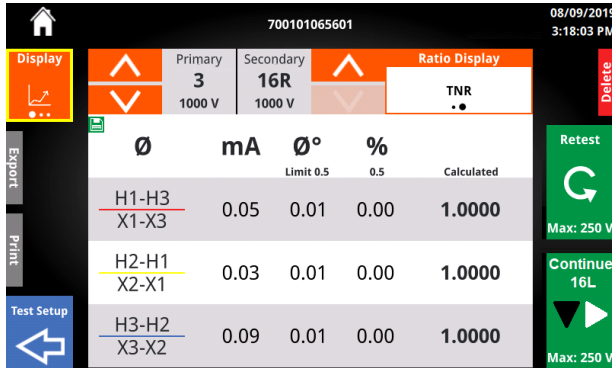 700101065601
08/09/2019
3:18:03 PM
Display
Primary
3
1000 V
Secondary
16R
1000 V
Ratio Display
TNR
Delete
Export
Print
Ø
mA
Ø°
%
Limit 0.5
0.5
Calculated
H1-H3
X1-X3
0.05
0.01
0.00
1.0000
H2-H1
X2-X1
0.03
0.01
0.00
1.0000
H3-H2
X3-X2
0.09
0.01
0.00
1.0000
Retest
Max: 250 V
Continue
16L
Max: 250 V
Test Setup